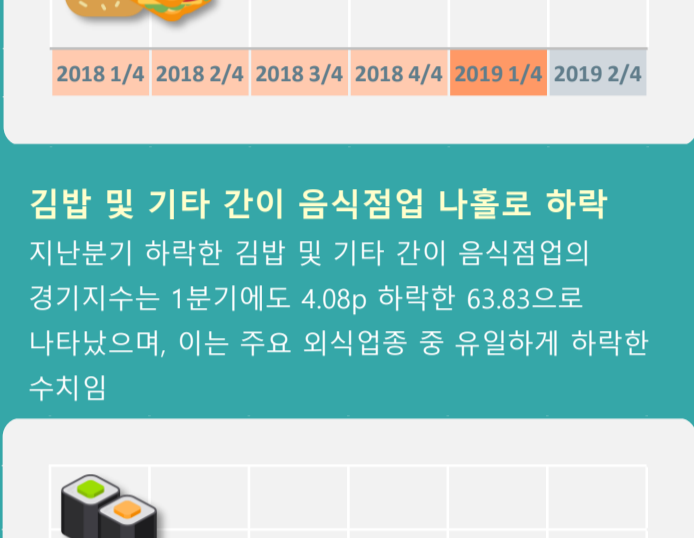 2018 1/4 2018 2/4 2018 3/4 2018 4/4 2019 1/4 2019 2/4
김밥 및 기타 간이 음식점업 나홀로 하락
지난분기 하락한 김밥 및 기타 간이 음식점업의
경기지수는 1분기에도 4.08p 하락한 63.83으로
나타났으며, 이는 주요 외식업종 중 유일하게 하락한
수치임